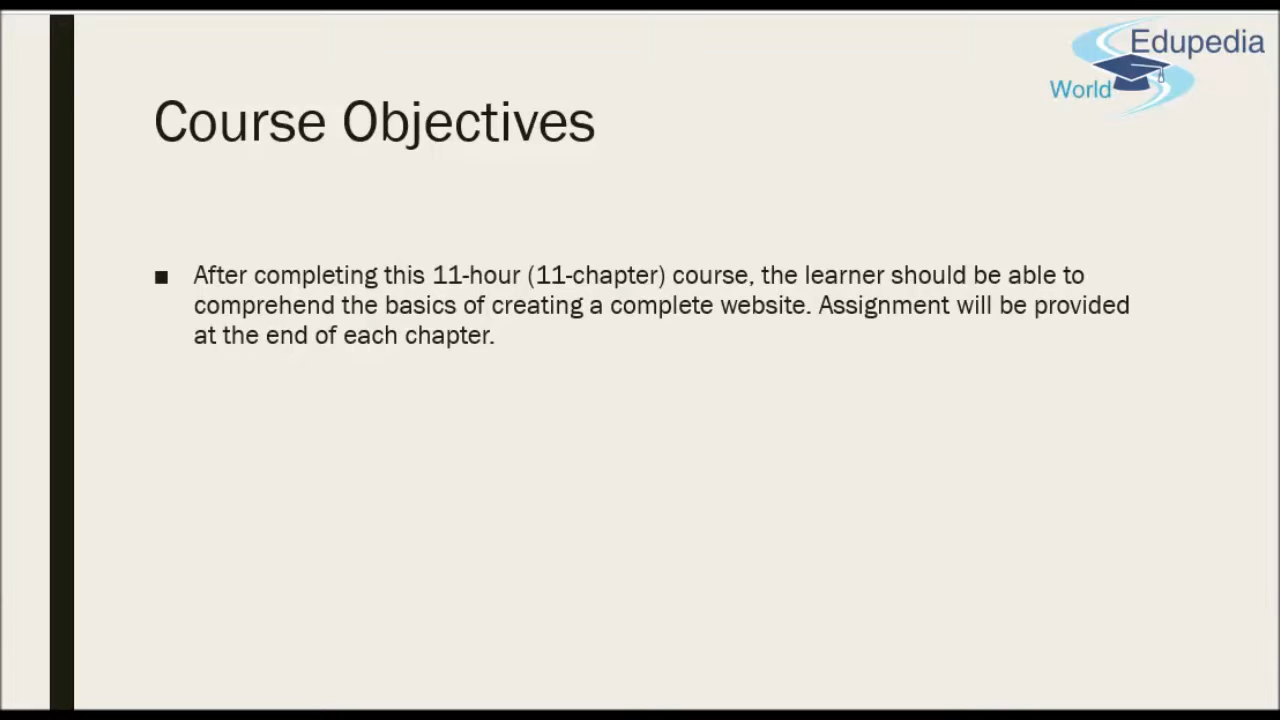 Edupedia
World
Course Objectives
■ After completing this 11-hour (11-chapter) course, the learner should be able to
comprehend the basics of creating a complete website. Assignment will be provided
at the end of each chapter.